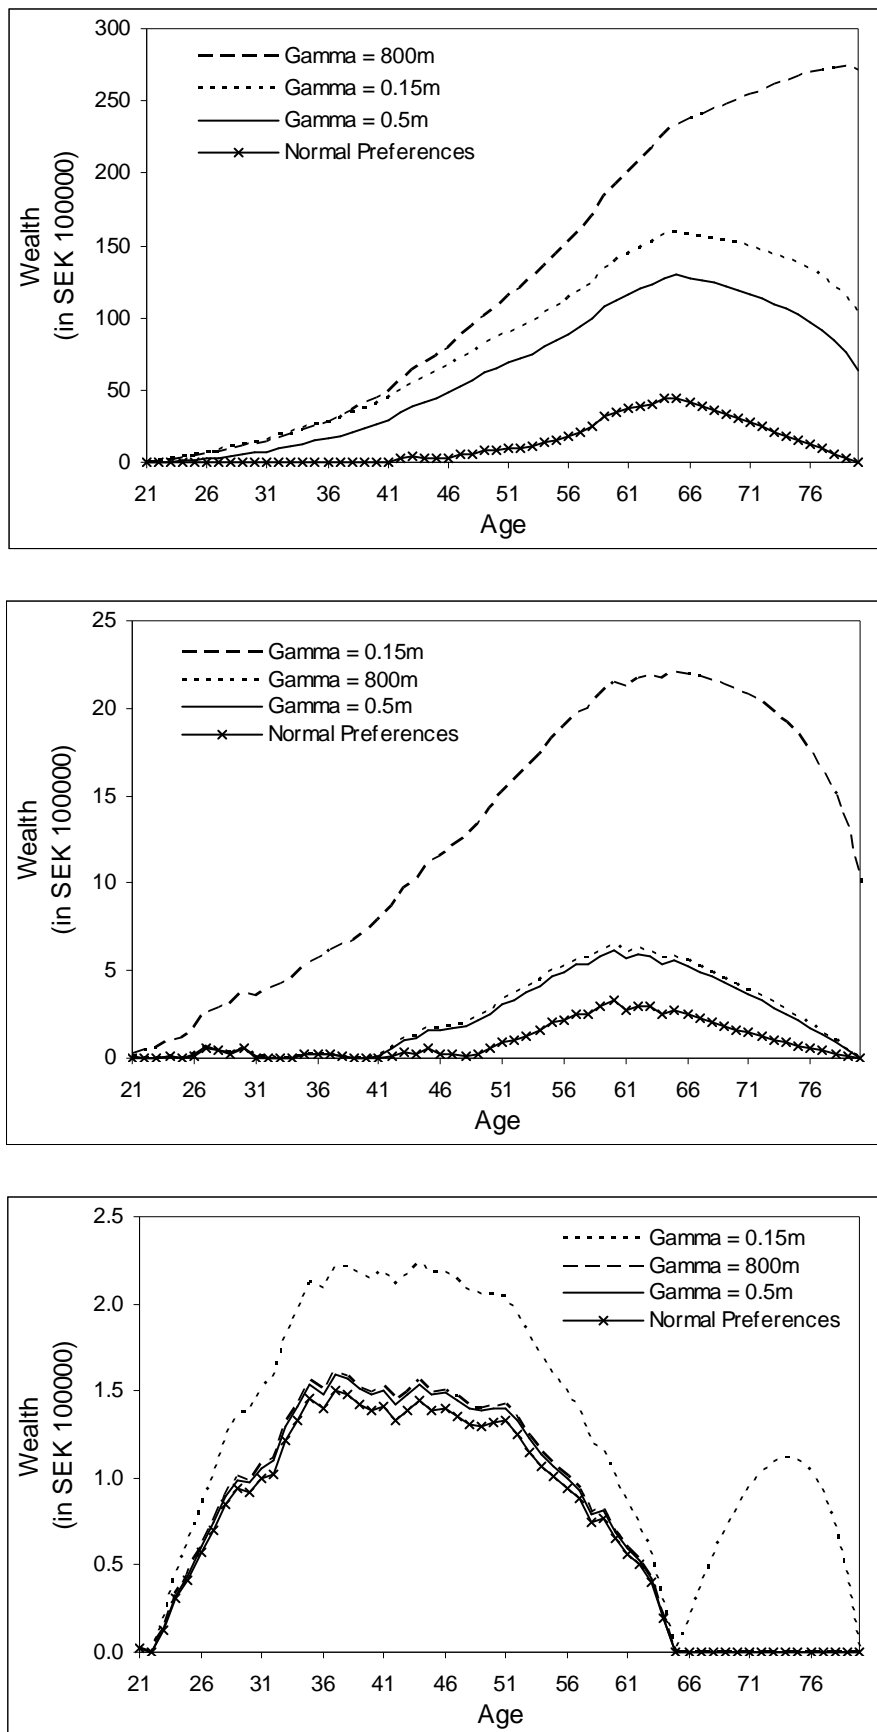 300
250
200
150
100
50
0
Wealth
(in SEK 100000)
Gamma = 800m
Gamma = 0.15m
Gamma = 0.5m
Normal Preferences
21 26 31 36 41 46 51 56 61 66 71 76
Age
25
20
15
10
5
0
Wealth
(in SEK 100000)
Gamma = 0.15m
Gamma = 800m
Gamma = 0.5m
Normal Preferences
21 26 31 36 41 46 51 56 61 66 71 76
Age
2.5
2.0
1.5
1.0
0.5
0.0
Wealth
(in SEK 100000)
Gamma = 0.15m
Gamma = 800m
Gamma = 0.5m
Normal Preferences
21 26 31 36 41 46 51 56 61 66 71 76
Age